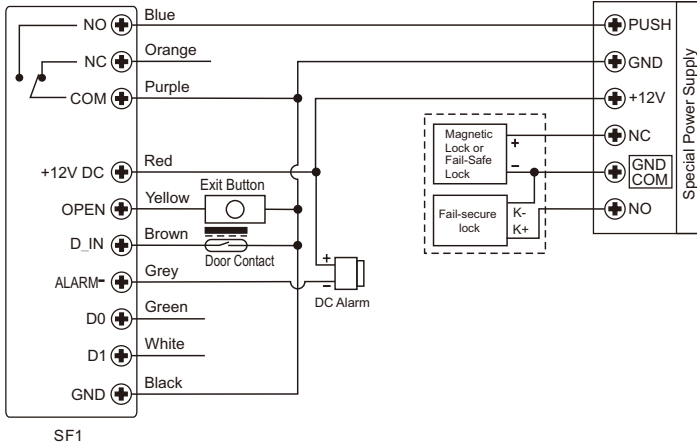 NO
Blue
NC
Orange
COM
Purple
+12V DC
Red
OPEN
Yellow
Exit Button
D_IN
Brown
Door Contact
ALARM-
Grey
+
−
DC Alarm
D0
Green
D1
White
GND
Black
SF1
Magnetic
Lock or
Fail-Safe
Lock
+
−
Fail-secure
lock
K-
K+
PUSH
GND
+12V
NC
GND
COM
NO
Special Power Supply